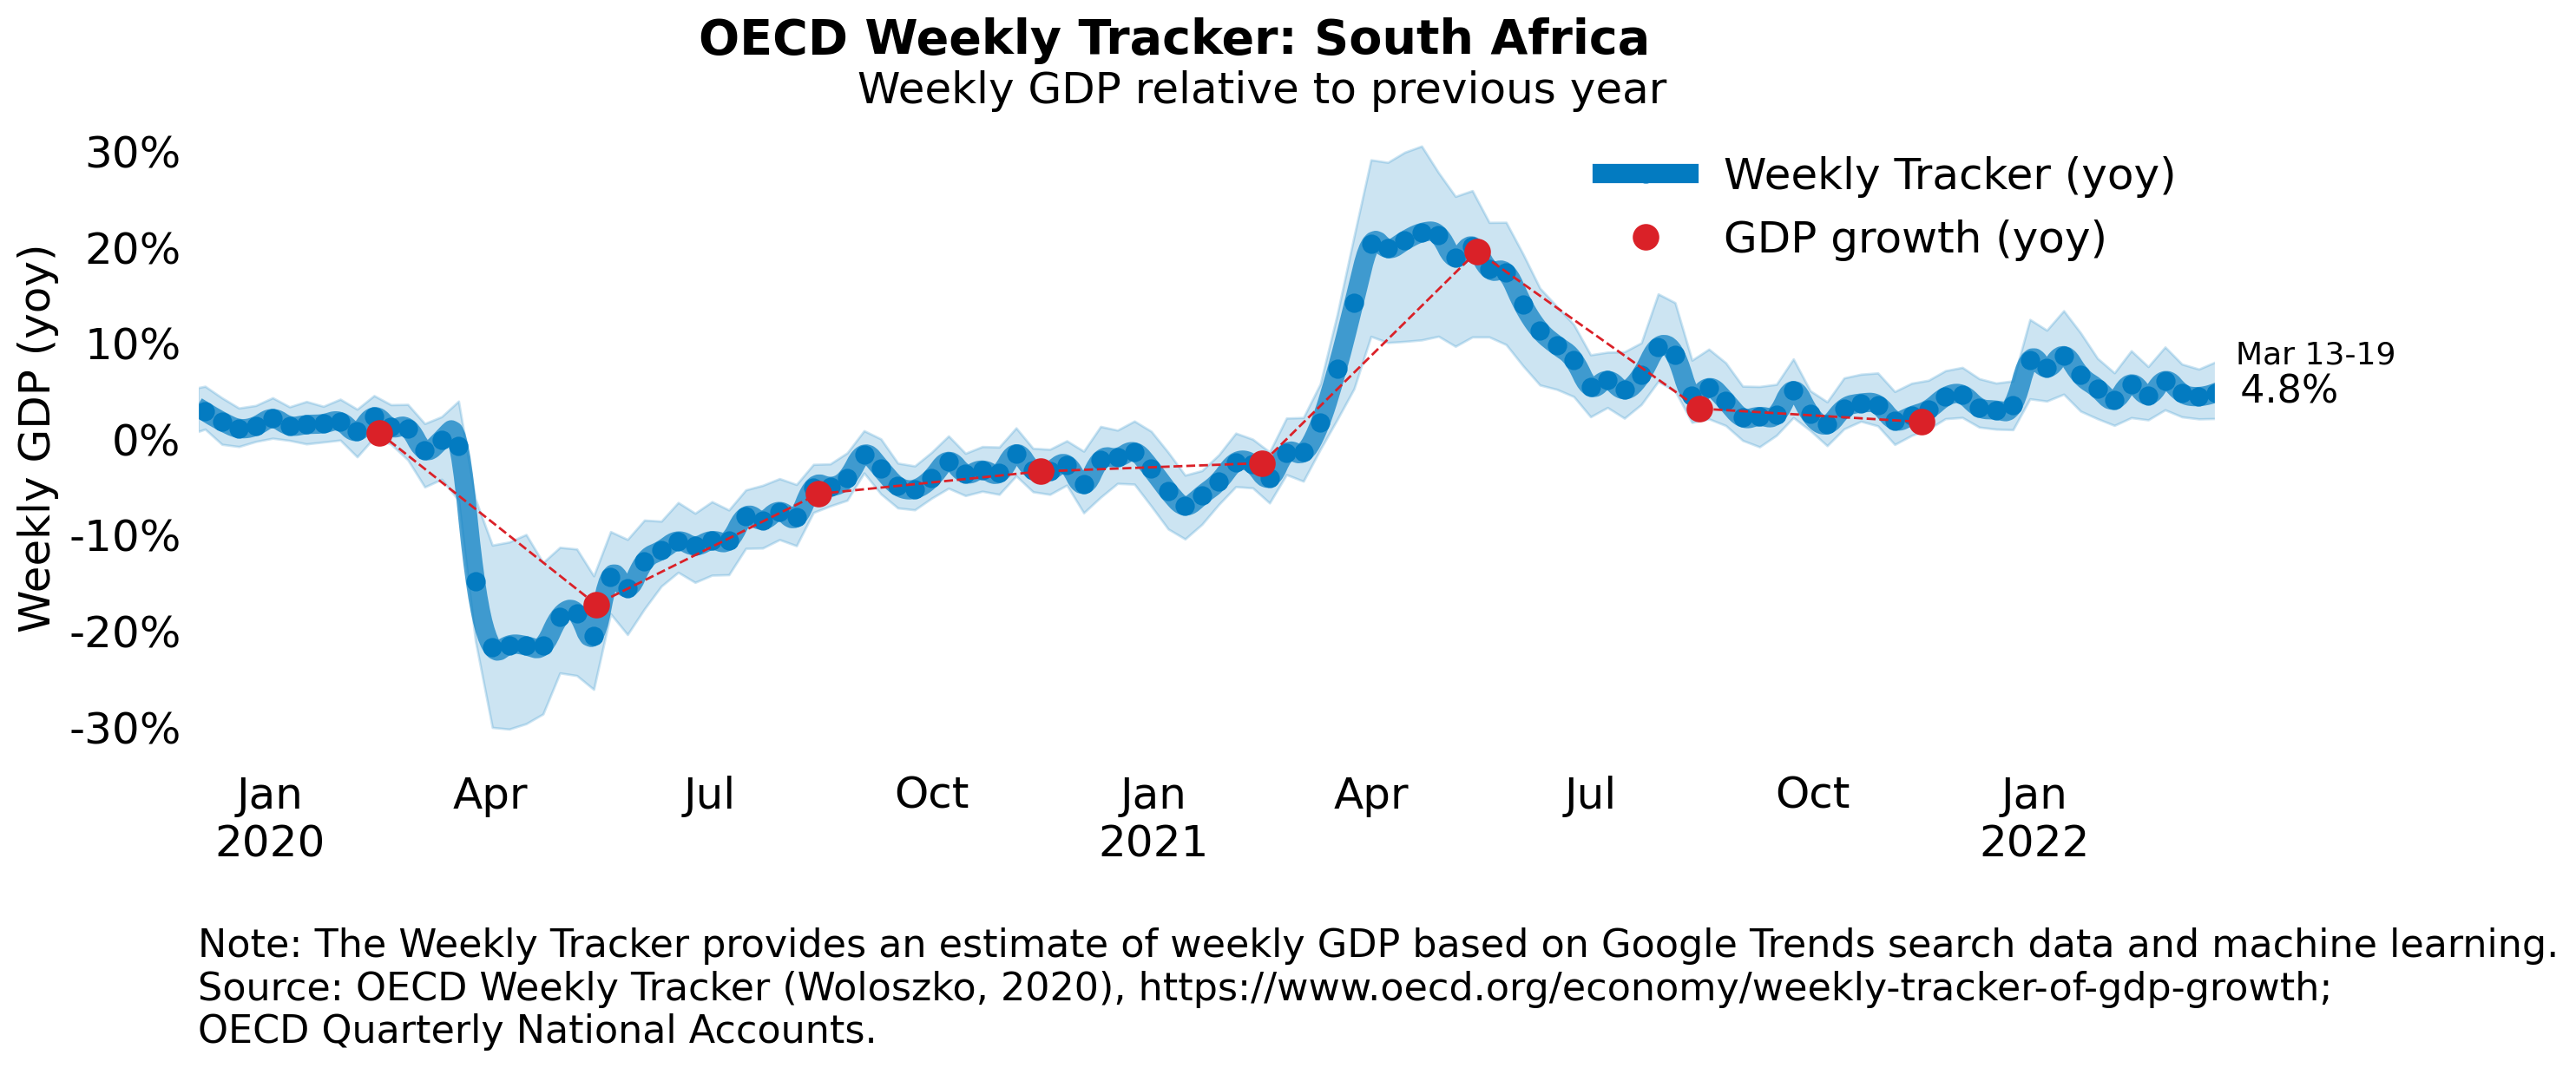 OECD Weekly Tracker: South Africa
Weekly GDP relative to previous year
Weekly GDP (yoy)
30%
20%
10%
0%
-10%
-20%
-30%
Weekly Tracker (yoy)
GDP growth (yoy)
Mar 13-19
4.8%
Jan Apr Jul Oct Jan Apr Jul Oct Jan
2020 2021 2022
Note: The Weekly Tracker provides an estimate of weekly GDP based on Google Trends search data and machine learning.
Source: OECD Weekly Tracker (Woloszko, 2020), https://www.oecd.org/economy/weekly-tracker-of-gdp-growth;
OECD Quarterly National Accounts.